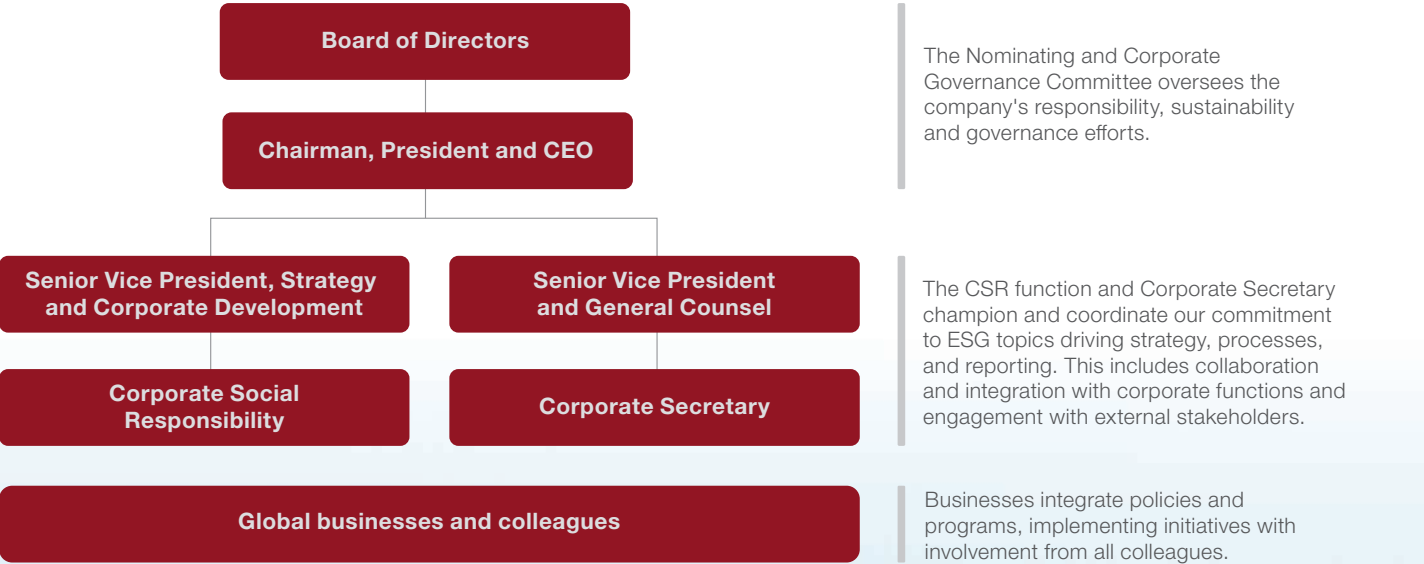 Board of Directors
The Nominating and Corporate
Governance Committee oversees the
company's responsibility, sustainability
and governance efforts.
Chairman, President and CEO
Senior Vice President, Strategy
and Corporate Development
Senior Vice President
and General Counsel
The CSR function and Corporate Secretary
champion and coordinate our commitment
to ESG topics driving strategy, processes,
and reporting. This includes collaboration
and integration with corporate functions and
engagement with external stakeholders.
Corporate Social
Responsibility
Corporate Secretary
Global businesses and colleagues
Businesses integrate policies and
programs, implementing initiatives with
involvement from all colleagues.